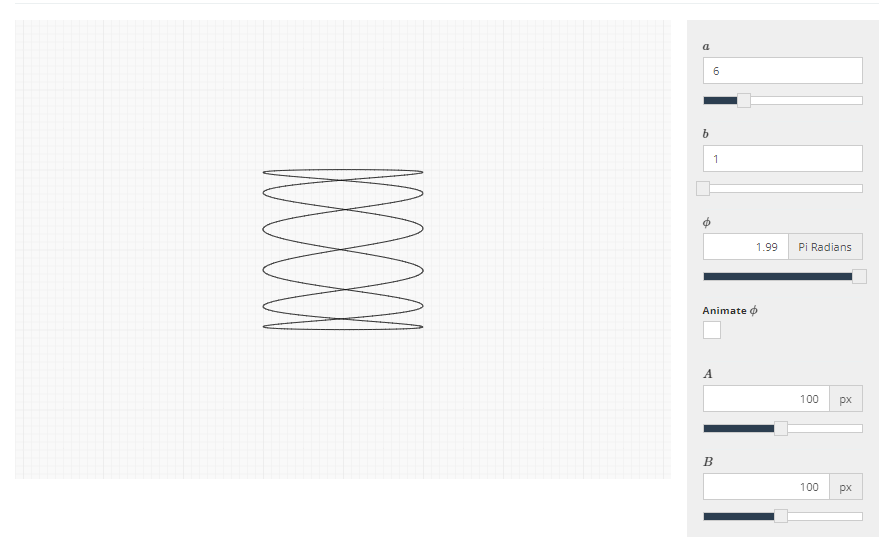 a
6
b
1
ϕ
1.99 Pi Radians
Animate ϕ
A
100 px
B
100 px